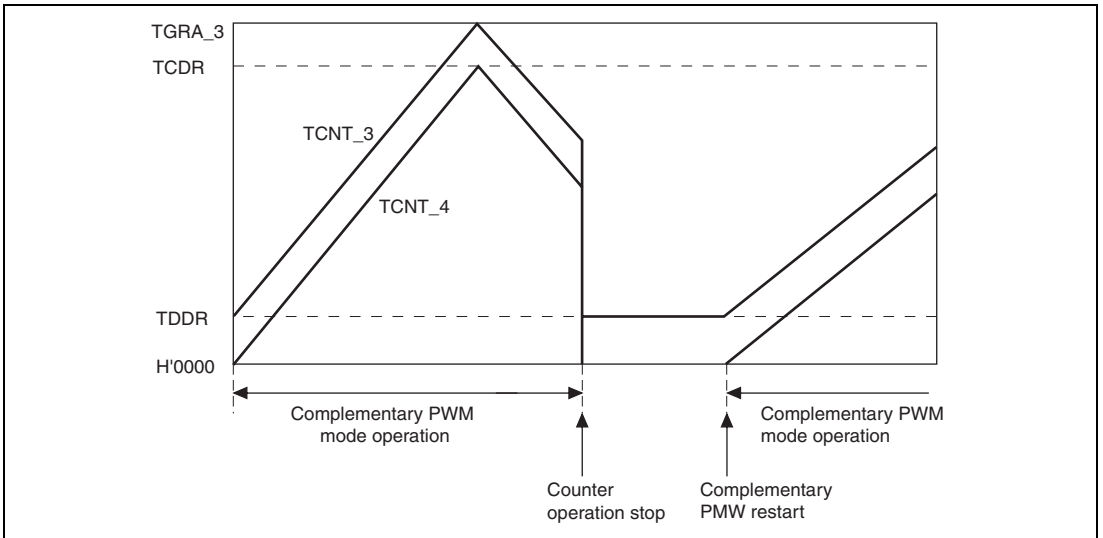 TGRA_3
TCDR
TCNT_3
TCNT_4
TDDR
H'0000
Complementary PWM
mode operation
Complementary PWM
mode operation
Counter
operation stop
Complementary
PMW restart